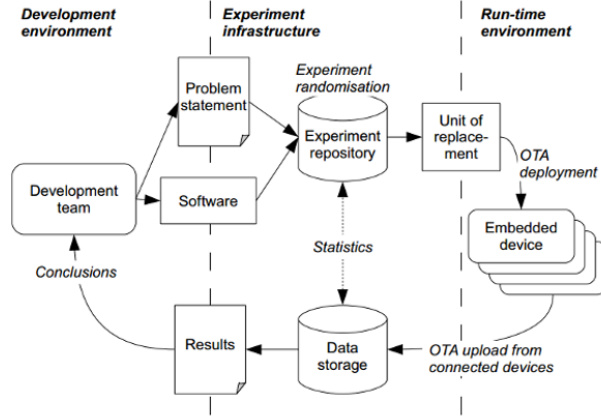 Development
environment
Experiment
infrastructure
Run-time
environment
Problem
statement
Experiment
randomisation
Experiment
repository
Unit of
replace-
ment
OTA
deployment
Development
team
Software
Embedded
device
Statistics
Conclusions
Results
Data
storage
OTA upload from
connected devices